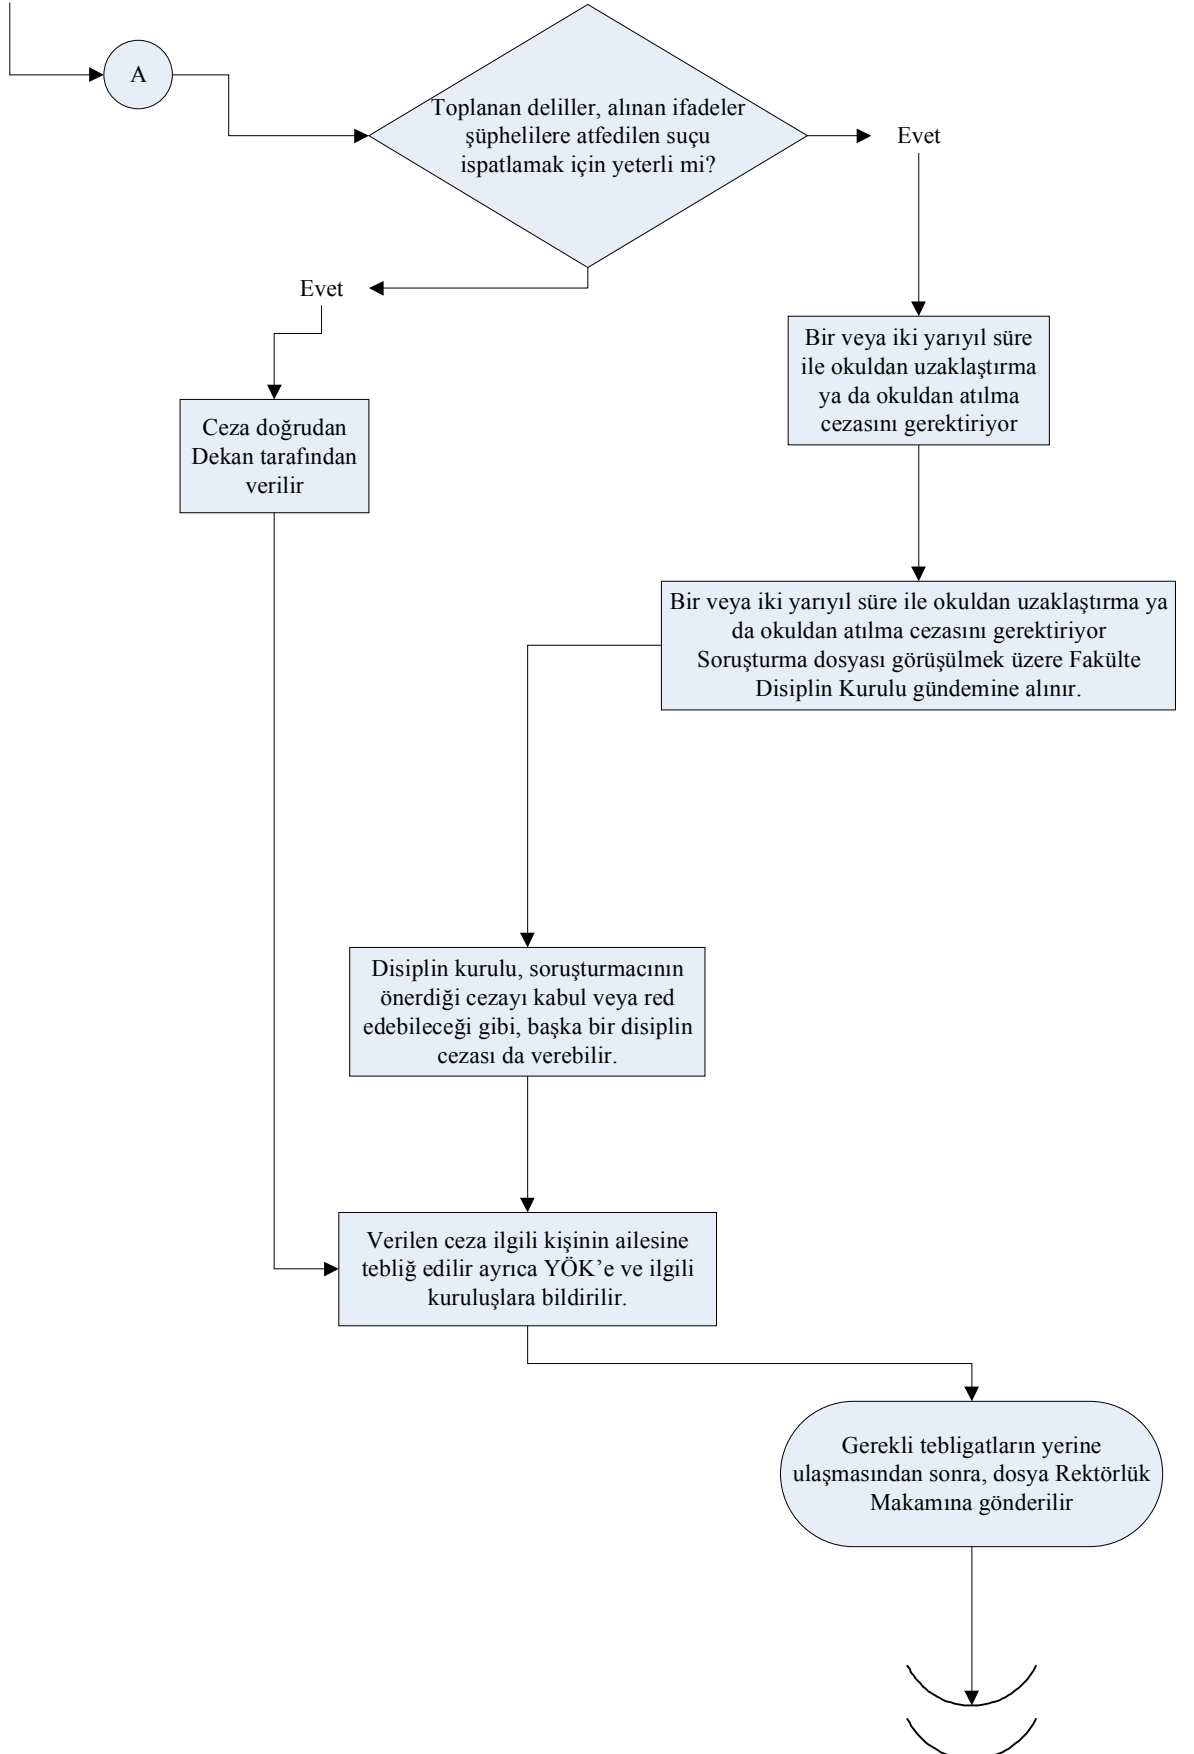 A
Toplanan deliller, alınan ifadeler
şüphelilere atfedilen suçu
ispatlamak için yeterli mi?
Evet
Evet
Bir veya iki yarıyıl süre
ile okuldan uzaklaştırma
ya da okuldan atılma
cezasını gerektiriyor
Ceza doğrudan
Dekan tarafından
verilir
Bir veya iki yarıyıl süre ile okuldan uzaklaştırma ya
da okuldan atılma cezasını gerektiriyor
Soruşturma dosyası görüşülmek üzere Fakülte
Disiplin Kurulu gündemine alınır.
Disiplin kurulu, soruşturmacının
önerdiği cezayı kabul veya red
edebileceği gibi, başka bir disiplin
cezası da verebilir.
Verilen ceza ilgili kişinin ailesine
tebliğ edilir ayrıca YÖK’e ve ilgili
kuruluşlara bildirilir.
Gerekli tebligatların yerine
ulaşmasından sonra, dosya Rektörlük
Makamına gönderilir